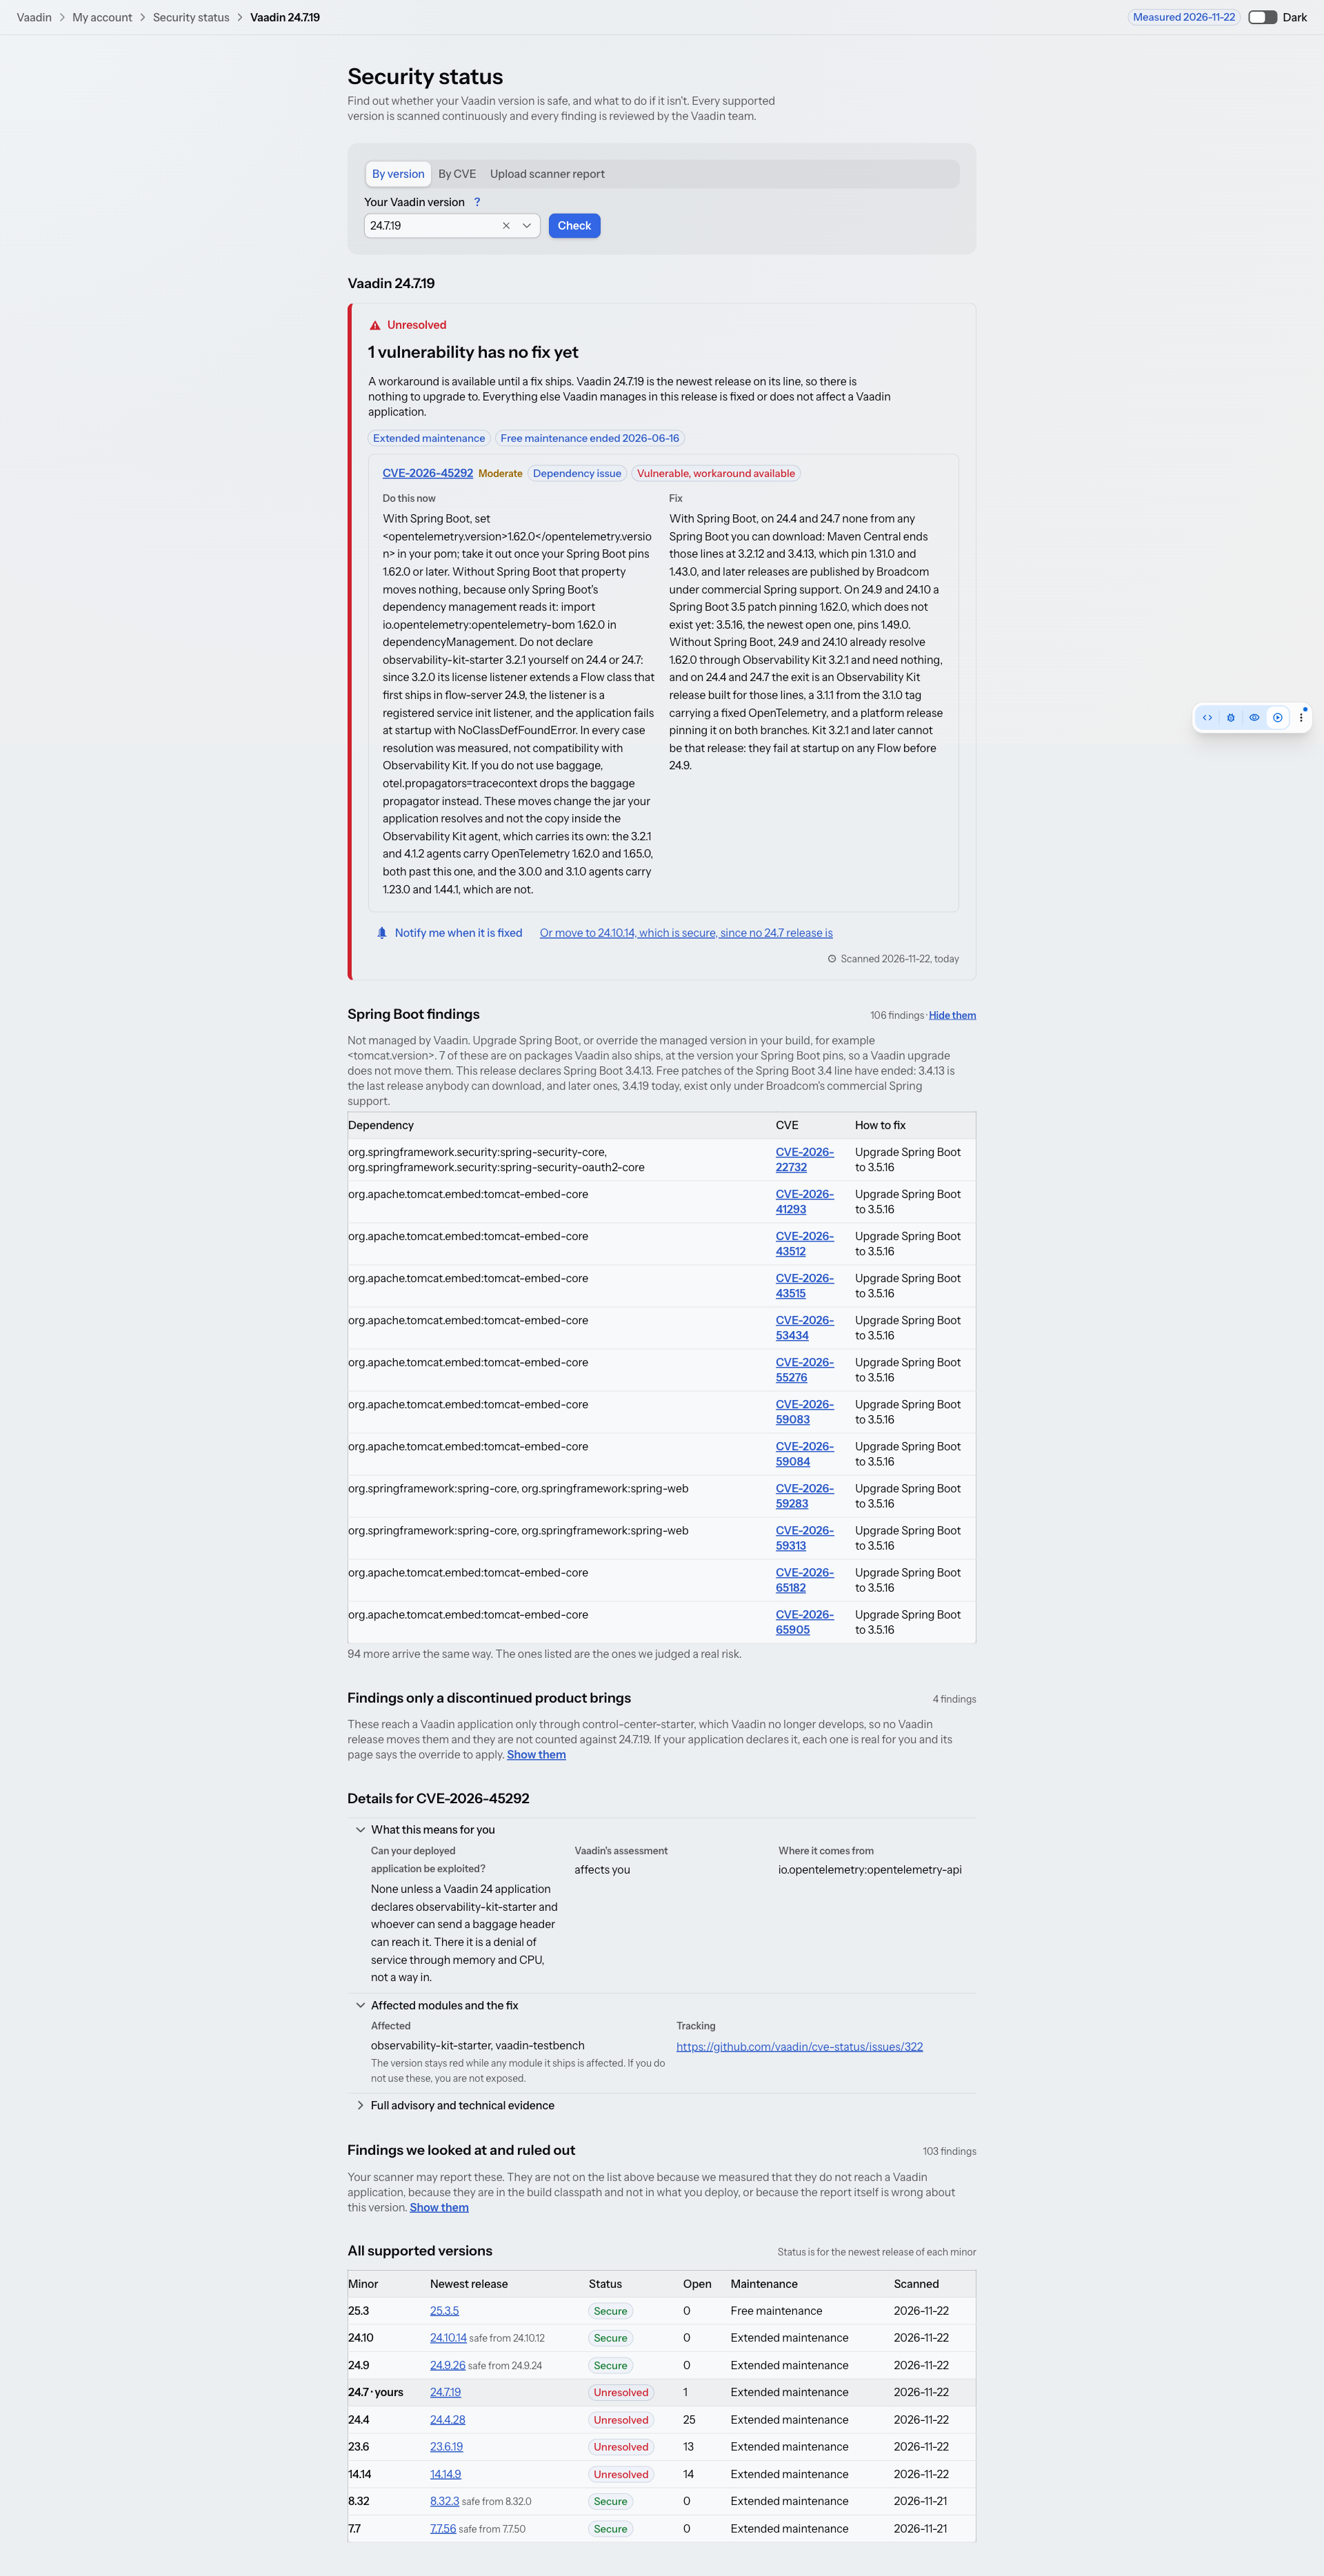 Vaadin > My account > Security status > Vaadin 24.7.19
Measured 2026-11-22
Dark
Security status
Find out whether your Vaadin version is safe, and what to do if it isn't. Every supported
version is scanned continuously and every finding is reviewed by the Vaadin team.
By version By CVE Upload scanner report
Your Vaadin version ?
24.7.19
Check
Vaadin 24.7.19
Unresolved
1 vulnerability has no fix yet
A workaround is available until a fix ships. Vaadin 24.7.19 is the newest release on its line, so there is
nothing to upgrade to. Everything else Vaadin manages in this release is fixed or does not affect a Vaadin
application.
Extended maintenance Free maintenance ended 2026-06-16
CVE-2026-45292 Moderate Dependency issue Vulnerable, workaround available
Do this now
With Spring Boot, set
<opentelemetry.version>1.62.0</opentelemetry.versio
n> in your pom; take it out once your Spring Boot pins
1.62.0 or later. Without Spring Boot that property
moves nothing, because only Spring Boot's
dependency management reads it: import
io.opentelemetry:opentelemetry-bom 1.62.0 in
dependencyManagement. Do not declare
observability-kit-starter 3.2.1 yourself on 24.4 or 24.7:
since 3.2.0 its license listener extends a Flow class that
first ships in flow-server 24.9, the listener is a
registered service init listener, and the application fails
at startup with NoClassDefFoundError. In every case
resolution was measured, not compatibility with
Observability Kit. If you do not use baggage,
otel.propagators=tracecontext drops the baggage
propagator instead. These moves change the jar your
application resolves and not the copy inside the
Observability Kit agent, which carries its own: the 3.2.1
and 4.1.2 agents carry OpenTelemetry 1.62.0 and 1.65.0,
both past this one, and the 3.0.0 and 3.1.0 agents carry
1.23.0 and 1.44.1, which are not.
Fix
With Spring Boot, on 24.4 and 24.7 none from any
Spring Boot you can download: Maven Central ends
those lines at 3.2.12 and 3.4.13, which pin 1.31.0 and
1.43.0, and later releases are published by Broadcom
under commercial Spring support. On 24.9 and 24.10 a
Spring Boot 3.5 patch pinning 1.62.0, which does not
exist yet: 3.5.16, the newest open one, pins 1.49.0.
Without Spring Boot, 24.9 and 24.10 already resolve
1.62.0 through Observability Kit 3.2.1 and need nothing,
and on 24.4 and 24.7 the exit is an Observability Kit
release built for those lines, a 3.1.1 from the 3.1.0 tag
carrying a fixed OpenTelemetry, and a platform release
pinning it on both branches. Kit 3.2.1 and later cannot
be that release: they fail at startup on any Flow before
24.9.
Notify me when it is fixed Or move to 24.10.14, which is secure, since no 24.7 release is
Scanned 2026-11-22, today
Spring Boot findings
106 findings · Hide them
Not managed by Vaadin. Upgrade Spring Boot, or override the managed version in your build, for example
<tomcat.version>. 7 of these are on packages Vaadin also ships, at the version your Spring Boot pins, so a Vaadin upgrade
does not move them. This release declares Spring Boot 3.4.13. Free patches of the Spring Boot 3.4 line have ended: 3.4.13 is
the last release anybody can download, and later ones, 3.4.19 today, exist only under Broadcom's commercial Spring
support.
Dependency CVE How to fix
org.springframework.security:spring-security-core, CVE-2026- Upgrade Spring Boot
org.springframework.security:spring-security-oauth2-core 22732 to 3.5.16
org.apache.tomcat.embed:tomcat-embed-core CVE-2026- Upgrade Spring Boot
41293 to 3.5.16
org.apache.tomcat.embed:tomcat-embed-core CVE-2026- Upgrade Spring Boot
43512 to 3.5.16
org.apache.tomcat.embed:tomcat-embed-core CVE-2026- Upgrade Spring Boot
43515 to 3.5.16
org.apache.tomcat.embed:tomcat-embed-core CVE-2026- Upgrade Spring Boot
53434 to 3.5.16
org.apache.tomcat.embed:tomcat-embed-core CVE-2026- Upgrade Spring Boot
55276 to 3.5.16
org.apache.tomcat.embed:tomcat-embed-core CVE-2026- Upgrade Spring Boot
59083 to 3.5.16
org.apache.tomcat.embed:tomcat-embed-core CVE-2026- Upgrade Spring Boot
59084 to 3.5.16
org.springframework:spring-core, org.springframework:spring-web CVE-2026- Upgrade Spring Boot
59283 to 3.5.16
org.springframework:spring-core, org.springframework:spring-web CVE-2026- Upgrade Spring Boot
59313 to 3.5.16
org.apache.tomcat.embed:tomcat-embed-core CVE-2026- Upgrade Spring Boot
65182 to 3.5.16
org.apache.tomcat.embed:tomcat-embed-core CVE-2026- Upgrade Spring Boot
65905 to 3.5.16
94 more arrive the same way. The ones listed are the ones we judged a real risk.
Findings only a discontinued product brings
4 findings
These reach a Vaadin application only through control-center-starter, which Vaadin no longer develops, so no Vaadin
release moves them and they are not counted against 24.7.19. If your application declares it, each one is real for you and its
page says the override to apply. Show them
Details for CVE-2026-45292
What this means for you
Can your deployed
application be exploited?
None unless a Vaadin 24 application
declares observability-kit-starter and
whoever can send a baggage header
can reach it. There it is a denial of
service through memory and CPU,
not a way in.
Vaadin's assessment
affects you
Where it comes from
io.opentelemetry:opentelemetry-api
Affected modules and the fix
Affected
observability-kit-starter, vaadin-testbench
The version stays red while any module it ships is affected. If you do
not use these, you are not exposed.
Tracking
https://github.com/vaadin/cve-status/issues/322
Full advisory and technical evidence
Findings we looked at and ruled out
103 findings
Your scanner may report these. They are not on the list above because we measured that they do not reach a Vaadin
application, because they are in the build classpath and not in what you deploy, or because the report itself is wrong about
this version. Show them
All supported versions
Status is for the newest release of each minor
Minor Newest release Status Open Maintenance Scanned
25.3 25.3.5 Secure 0 Free maintenance 2026-11-22
24.10 24.10.14 safe from 24.10.12 Secure 0 Extended maintenance 2026-11-22
24.9 24.9.26 safe from 24.9.24 Secure 0 Extended maintenance 2026-11-22
24.7 · yours 24.7.19 Unresolved 1 Extended maintenance 2026-11-22
24.4 24.4.28 Unresolved 25 Extended maintenance 2026-11-22
23.6 23.6.19 Unresolved 13 Extended maintenance 2026-11-22
14.14 14.14.9 Unresolved 14 Extended maintenance 2026-11-22
8.32 8.32.3 safe from 8.32.0 Secure 0 Extended maintenance 2026-11-21
7.7 7.7.56 safe from 7.7.50 Secure 0 Extended maintenance 2026-11-21